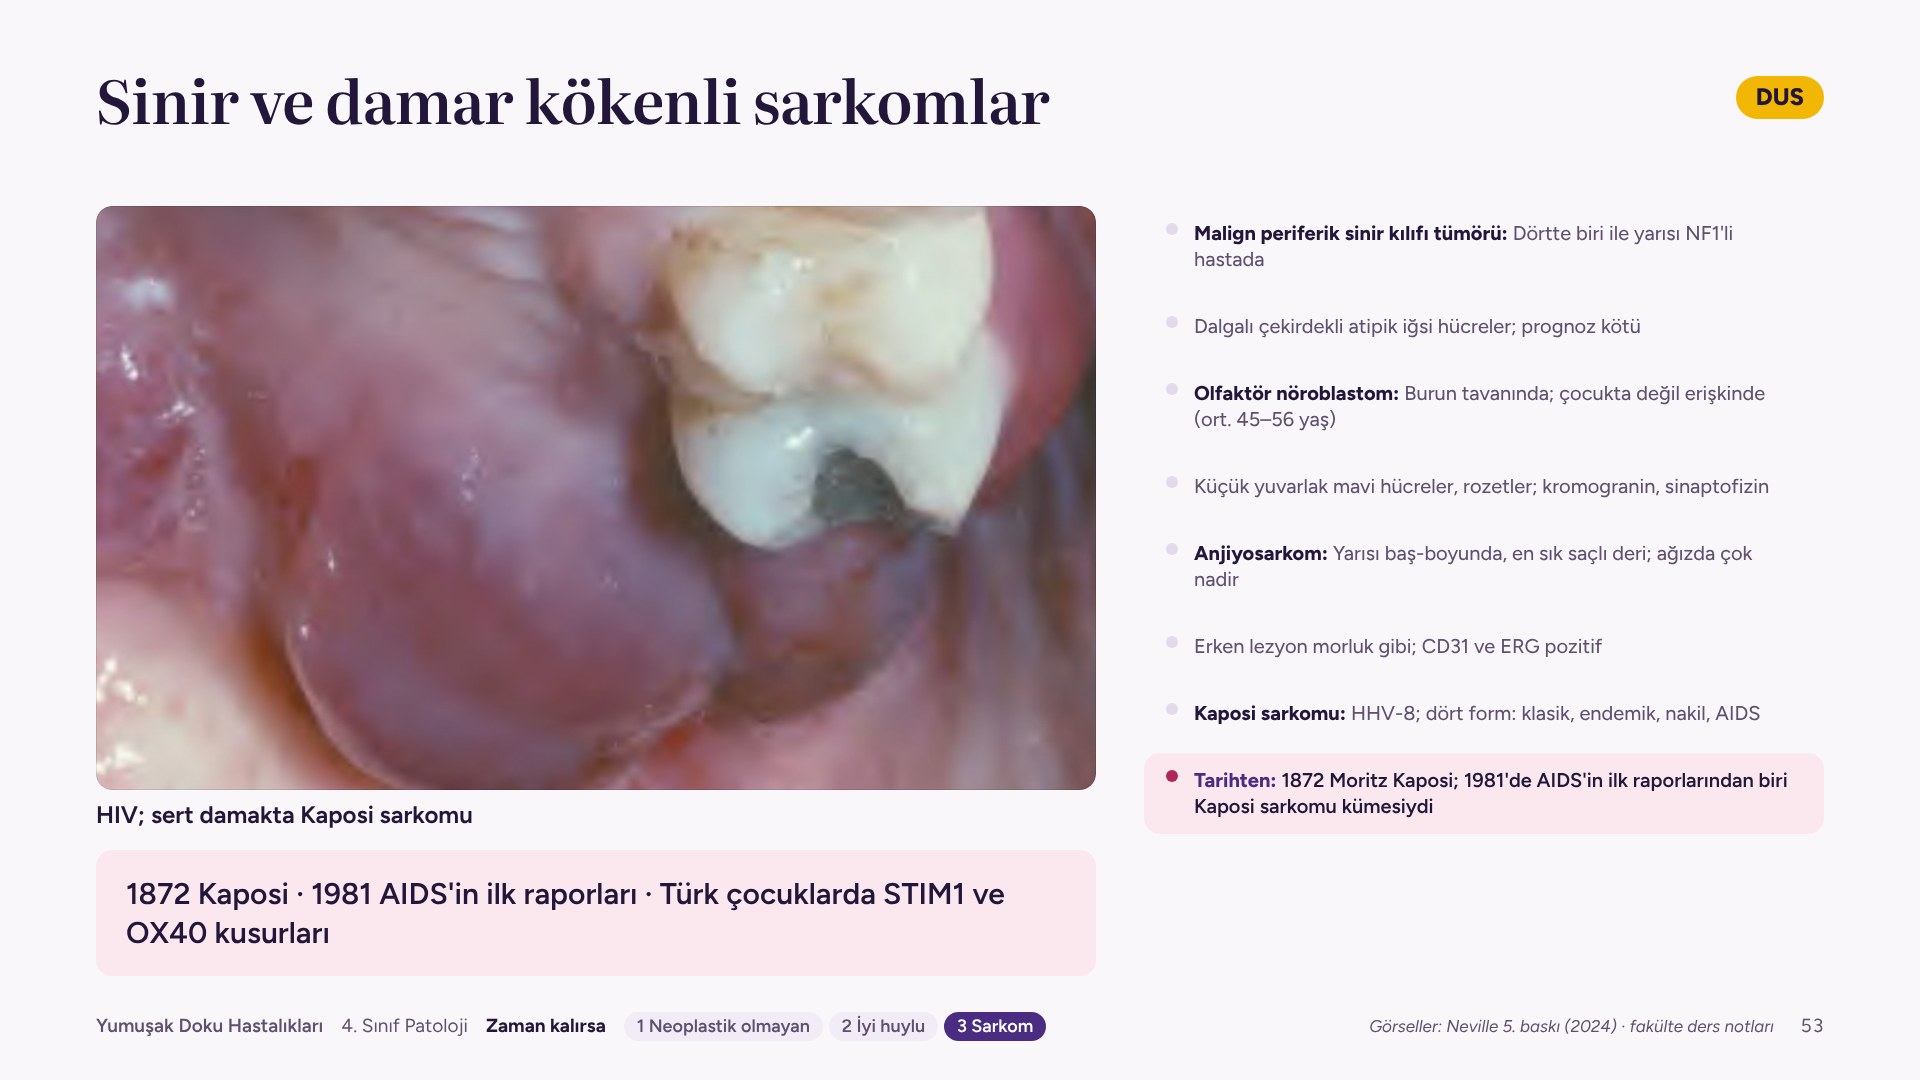 Sinir ve damar kökenli sarkomlar
DUS
HIV; sert damakta Kaposi sarkomu
1872 Kaposi · 1981 AIDS'in ilk raporları · Türk çocuklarda STIM1 ve
OX40 kusurları
Malign periferik sinir kılıfı tümörü: Dörtte biri ile yarısı NF1'li
hastada
Dalgalı çekirdekli atipik iğsi hücreler; prognoz kötü
Olfaktör nöroblastom: Burun tavanında; çocukta değil erişkinde
(ort. 45–56 yaş)
Küçük yuvarlak mavi hücreler, rozetler; kromogranin, sinaptofizin
Anjiyosarkom: Yarısı baş-boyunda, en sık saçlı deri; ağızda çok
nadir
Erken lezyon morluk gibi; CD31 ve ERG pozitif
Kaposi sarkomu: HHV-8; dört form: klasik, endemik, nakil, AIDS
Tarihten: 1872 Moritz Kaposi; 1981'de AIDS'in ilk raporlarından biri
Kaposi sarkomu kümesiydi
Yumuşak Doku Hastalıkları 4. Sınıf Patoloji Zaman kalırsa 1 Neoplastik olmayan 2 İyi huylu 3 Sarkom
Görseller: Neville 5. baskı (2024) · fakülte ders notları 53